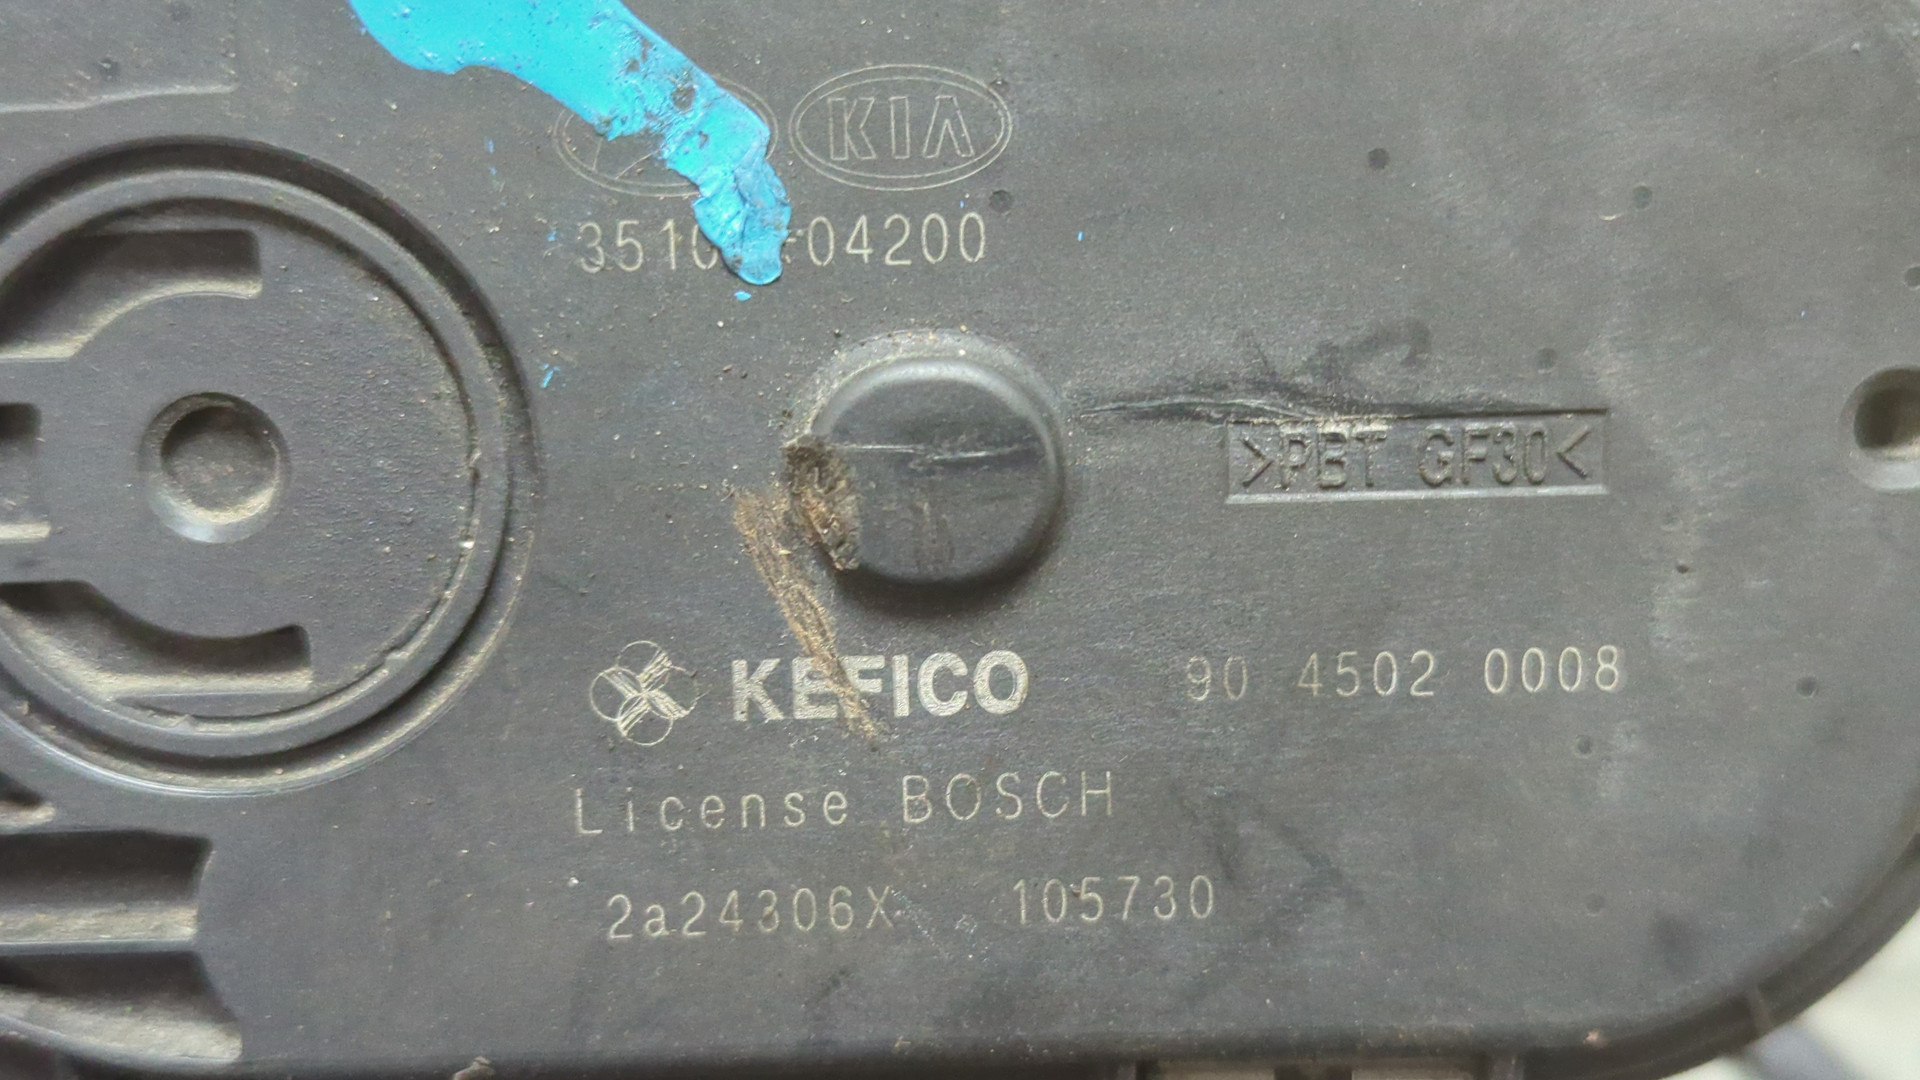 KIA
3510 -04200
>PBT GF30<
KEFICO 90 4502 0008
License BOSCH
2a24306X 105730